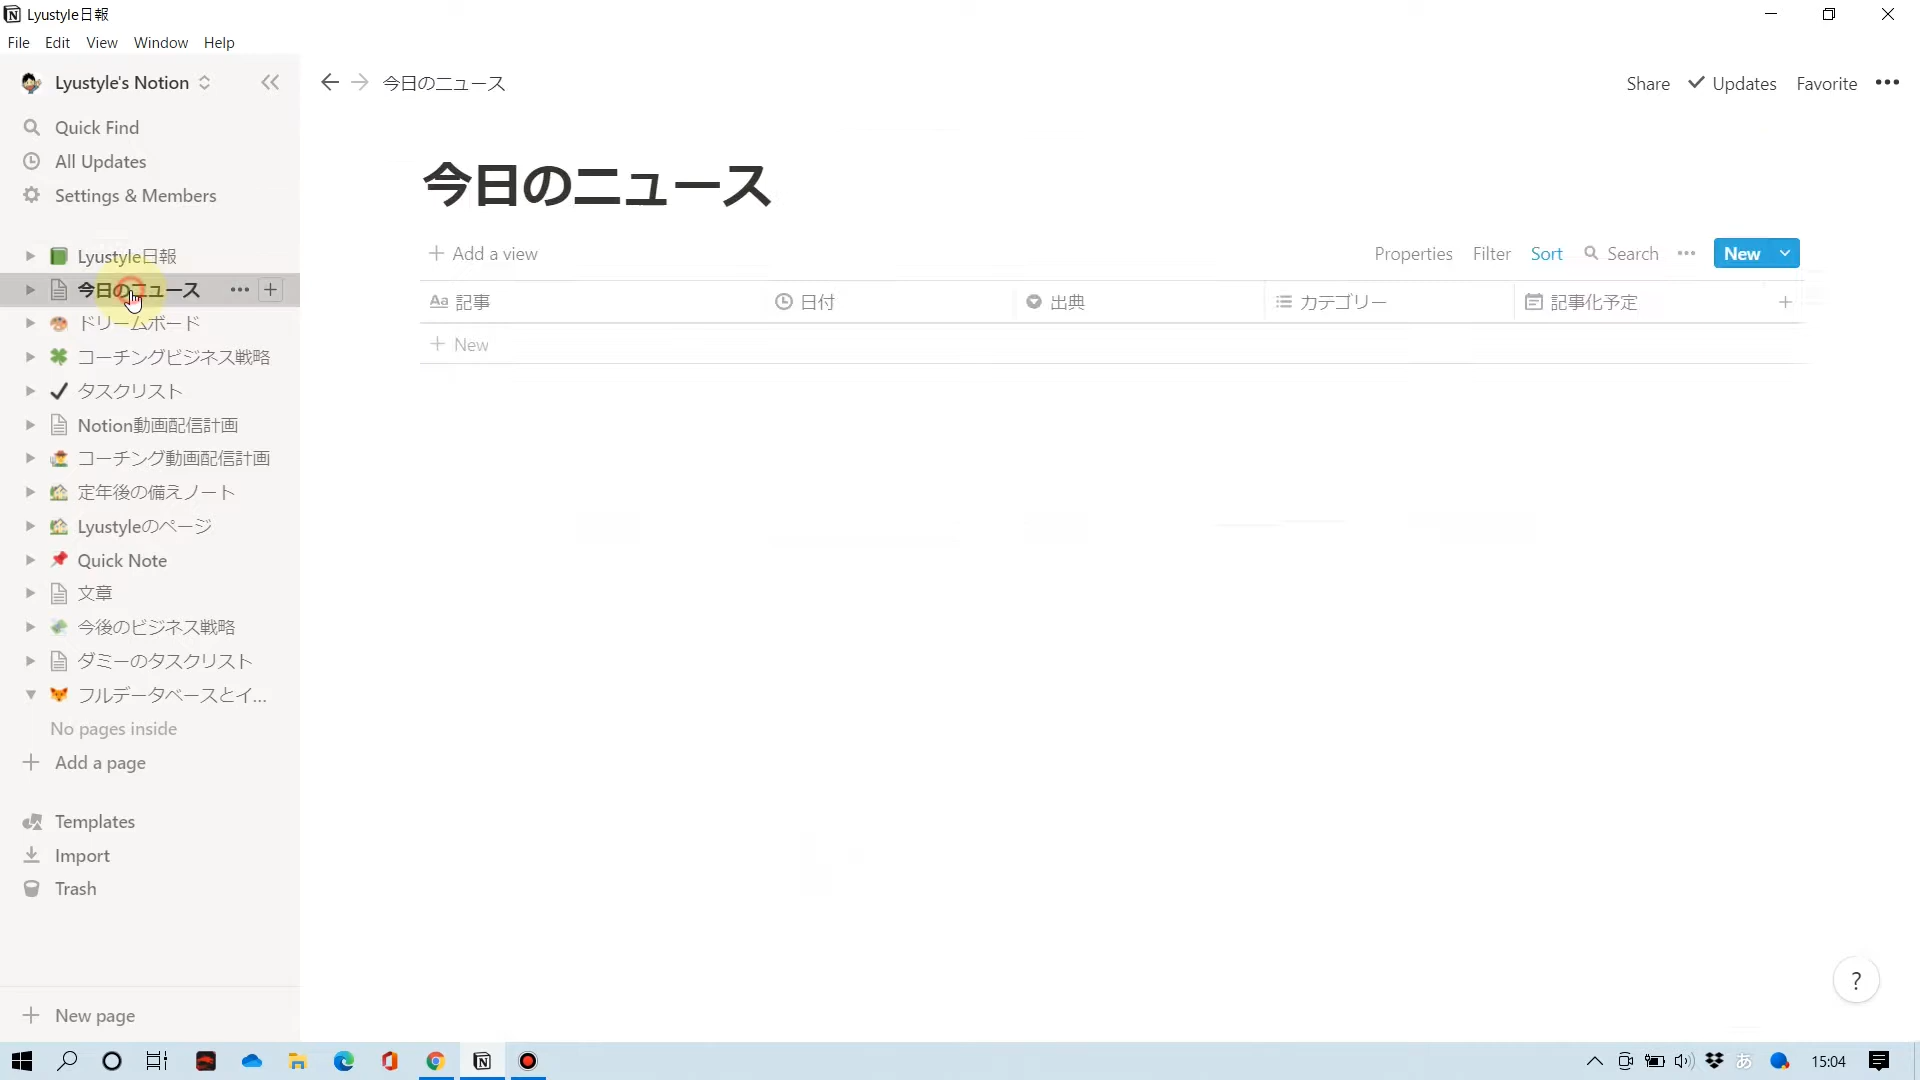 Lyustyle日報
File Edit View Window Help
Lyustyle's Notion
今日のニュース
Share Updates Favorite
Quick Find
All Updates
Settings & Members
Lyustyle日報
今日のニュース
ドリームボード
コーチングビジネス戦略
タスクリスト
Notion動画配信計画
コーチング動画配信計画
定年後の備えノート
Lyustyleのページ
Quick Note
文章
今後のビジネス戦略
ダミーのタスクリスト
フルデータベースとイ...
No pages inside
Add a page
Templates
Import
Trash
New page
今日のニュース
Add a view
Properties Filter Sort Search New
Aa 記事 日付 出典 カテゴリー 記事化予定
New
?
あ 15:04